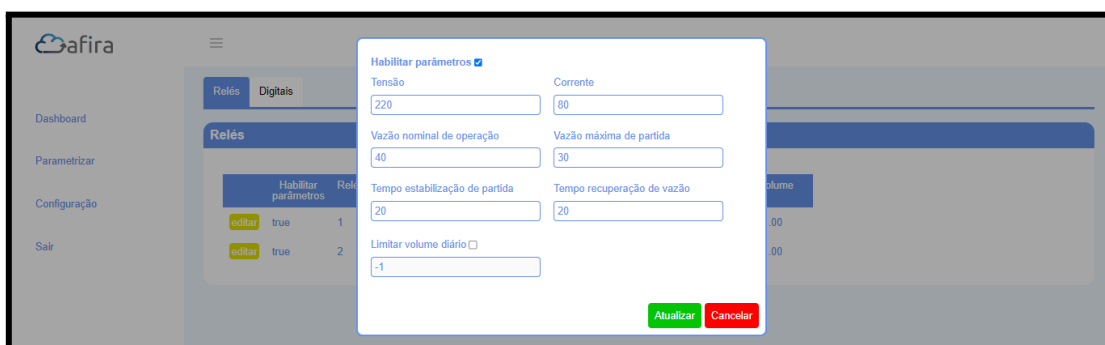 afira
Dashboard
Parametrizar
Configuração
Sair
Relés Digitais
Relés
Habilitar parâmetros
editar true 1
editar true 2
.00
.00
Habilitar parâmetros
Tensão Corrente
220 80
Vazão nominal de operação Vazão máxima de partida
40 30
Tempo estabilização de partida Tempo recuperação de vazão
20 20
Limitar volume diário
-1
Atualizar Cancelar